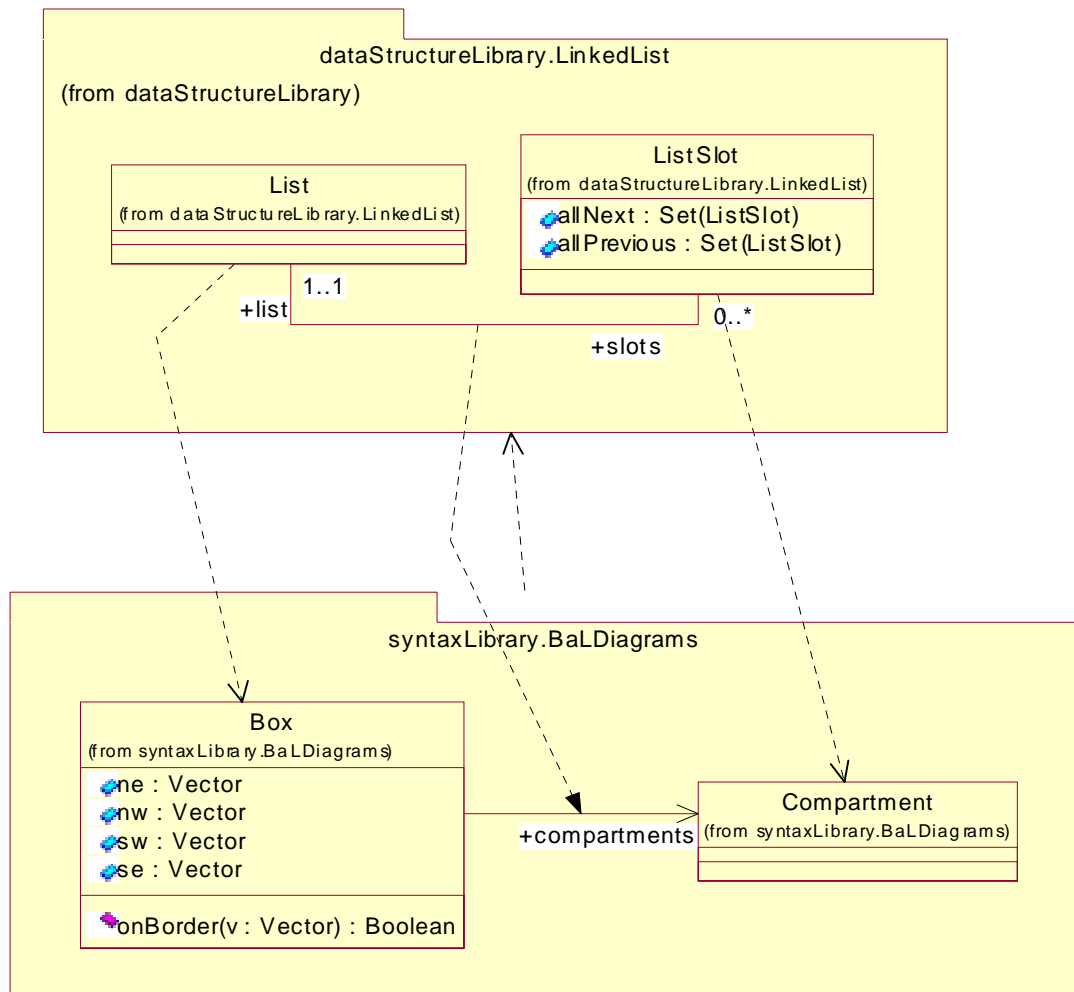 dataStructureLibrary.LinkedList
(from dataStructureLibrary)
List
(from dataStructureLibrary.LinkedList)
ListSlot
(from dataStructureLibrary.LinkedList)
allNext : Set(ListSlot)
allPrevious : Set(ListSlot)
1..1
+list
0..*
+slots
syntaxLibrary.BaLDiagrams
Box
(from syntaxLibrary.BaLDiagrams)
ne : Vector
nw : Vector
sw : Vector
se : Vector
onBorder(v : Vector) : Boolean
+compartments
Compartment
(from syntaxLibrary.BaLDiagrams)